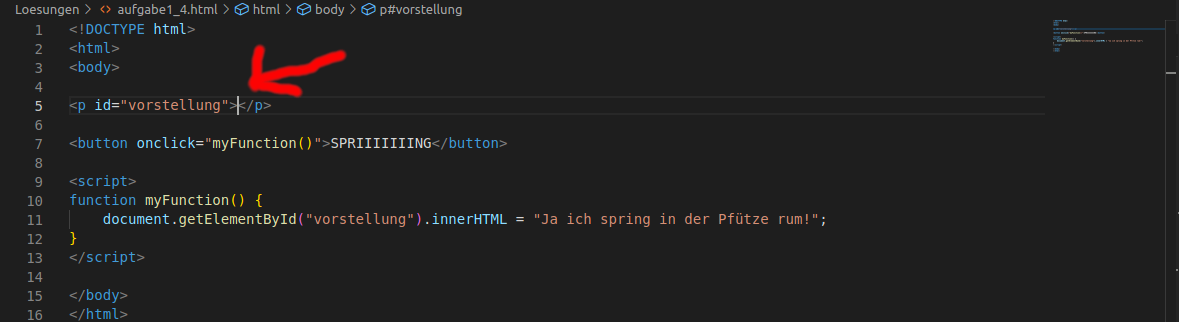 Loesungen > aufgabe1_4.html > html > body > p#vorstellung
1 <!DOCTYPE html>
2 <html>
3 <body>
4
5 <p id="vorstellung"></p>
6
7 <button onclick="myFunction()">SPRIIIIIIING</button>
8
9 <script>
10 function myFunction() {
11     document.getElementById("vorstellung").innerHTML = "Ja ich spring in der Pfütze rum!";
12 }
13 </script>
14
15 </body>
16 </html>